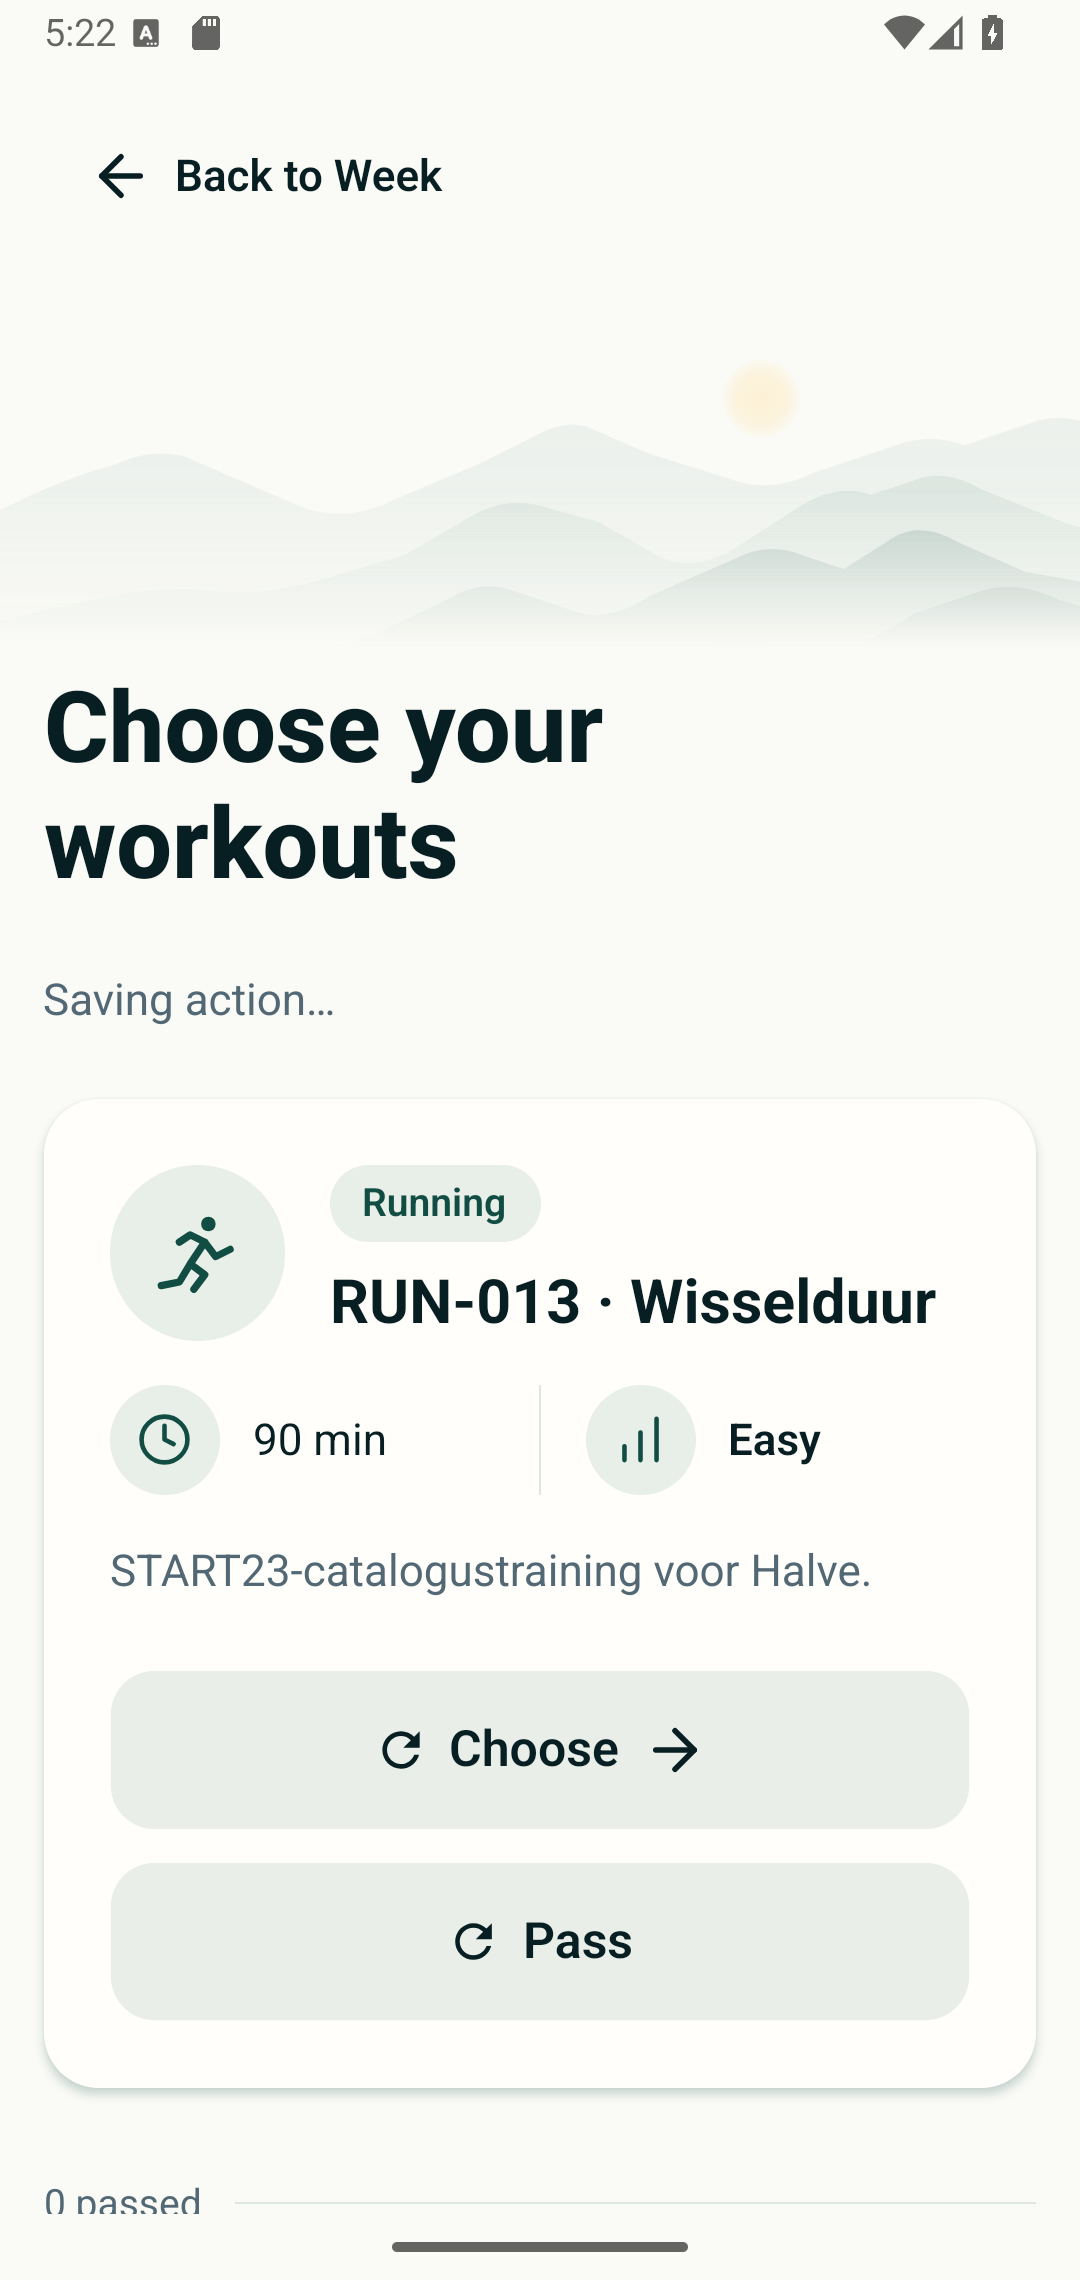 5:22
Back to Week
Choose your
workouts
Saving action…
Running
RUN-013 · Wisselduur
90 min
Easy
START23-catalogustraining voor Halve.
Choose
Pass
0 passed